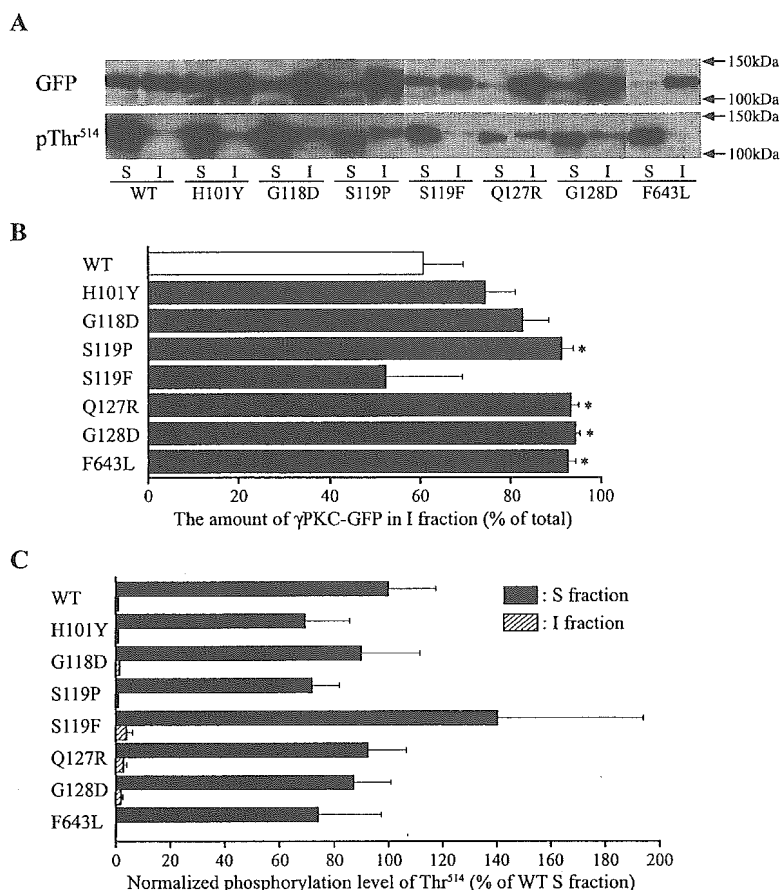 A
GFP
150kDa
100kDa
pThr⁵¹⁴
150kDa
100kDa
S I S I S I S I S I S I S I S I
WT H101Y G118D S119P S119F Q127R G128D F643L
B
WT
H101Y
G118D
S119P *
S119F
Q127R *
G128D *
F643L *
0 20 40 60 80 100
The amount of γPKC-GFP in I fraction (% of total)
C
: S fraction
: I fraction
WT
H101Y
G118D
S119P
S119F
Q127R
G128D
F643L
0 20 40 60 80 100 120 140 160 180 200
Normalized phosphorylation level of Thr⁵¹⁴ (% of WT S fraction)